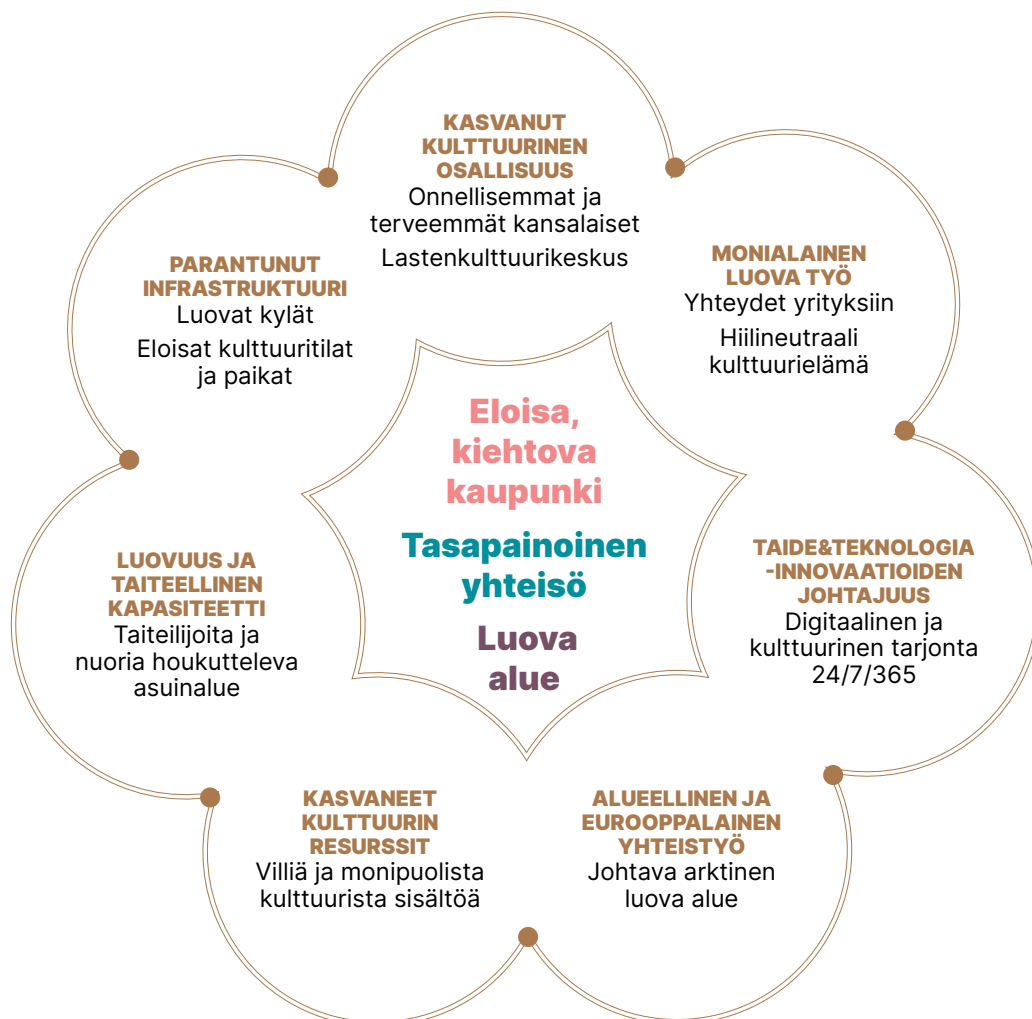 KASVANUT
KULTTUURINEN
OSALLISUUS
Onnellisemmat ja
terveemmät kansalaiset
Lastenkulttuurikeskus
MONIALAINEN
LUOVA TYÖ
Yhteydet yrityksiin
Hiilineutraali
kulttuurielämä
TAIDE&TEKNOLOGIA
-INNOVAATIOIDEN
JOHTAJUUS
Digitaalinen ja
kulttuurinen tarjonta
24/7/365
ALUEELLINEN JA
EUROOPPALAINEN
YHTEISTYÖ
Johtava arktinen
luova alue
KASVANEET
KULTTUURIN
RESURSSIT
Villiä ja monipuolista
kulttuurista sisältöä
LUOVUUS JA
TAITEELLINEN
KAPASITEETTI
Taiteilijoita ja
nuoria houkutteleva
asuinalue
PARANTUNUT
INFRASTRUKTUURI
Luovat kylät
Eloisat kulttuuritilat
ja paikat
Eloisa,
kiehtova
kaupunki
Tasapainoinen
yhteisö
Luova
alue